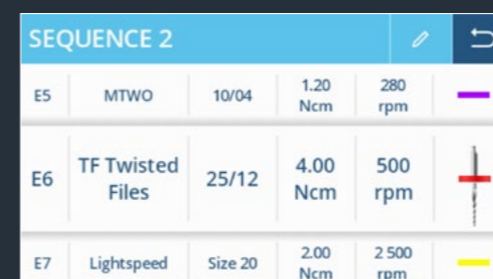 SEQUENCE 2
E5 MTWO 10/04 1.20 Ncm 280 rpm
E6 TF Twisted Files 25/12 4.00 Ncm 500 rpm
E7 Lightspeed Size 20 2.00 Ncm 2 500 rpm